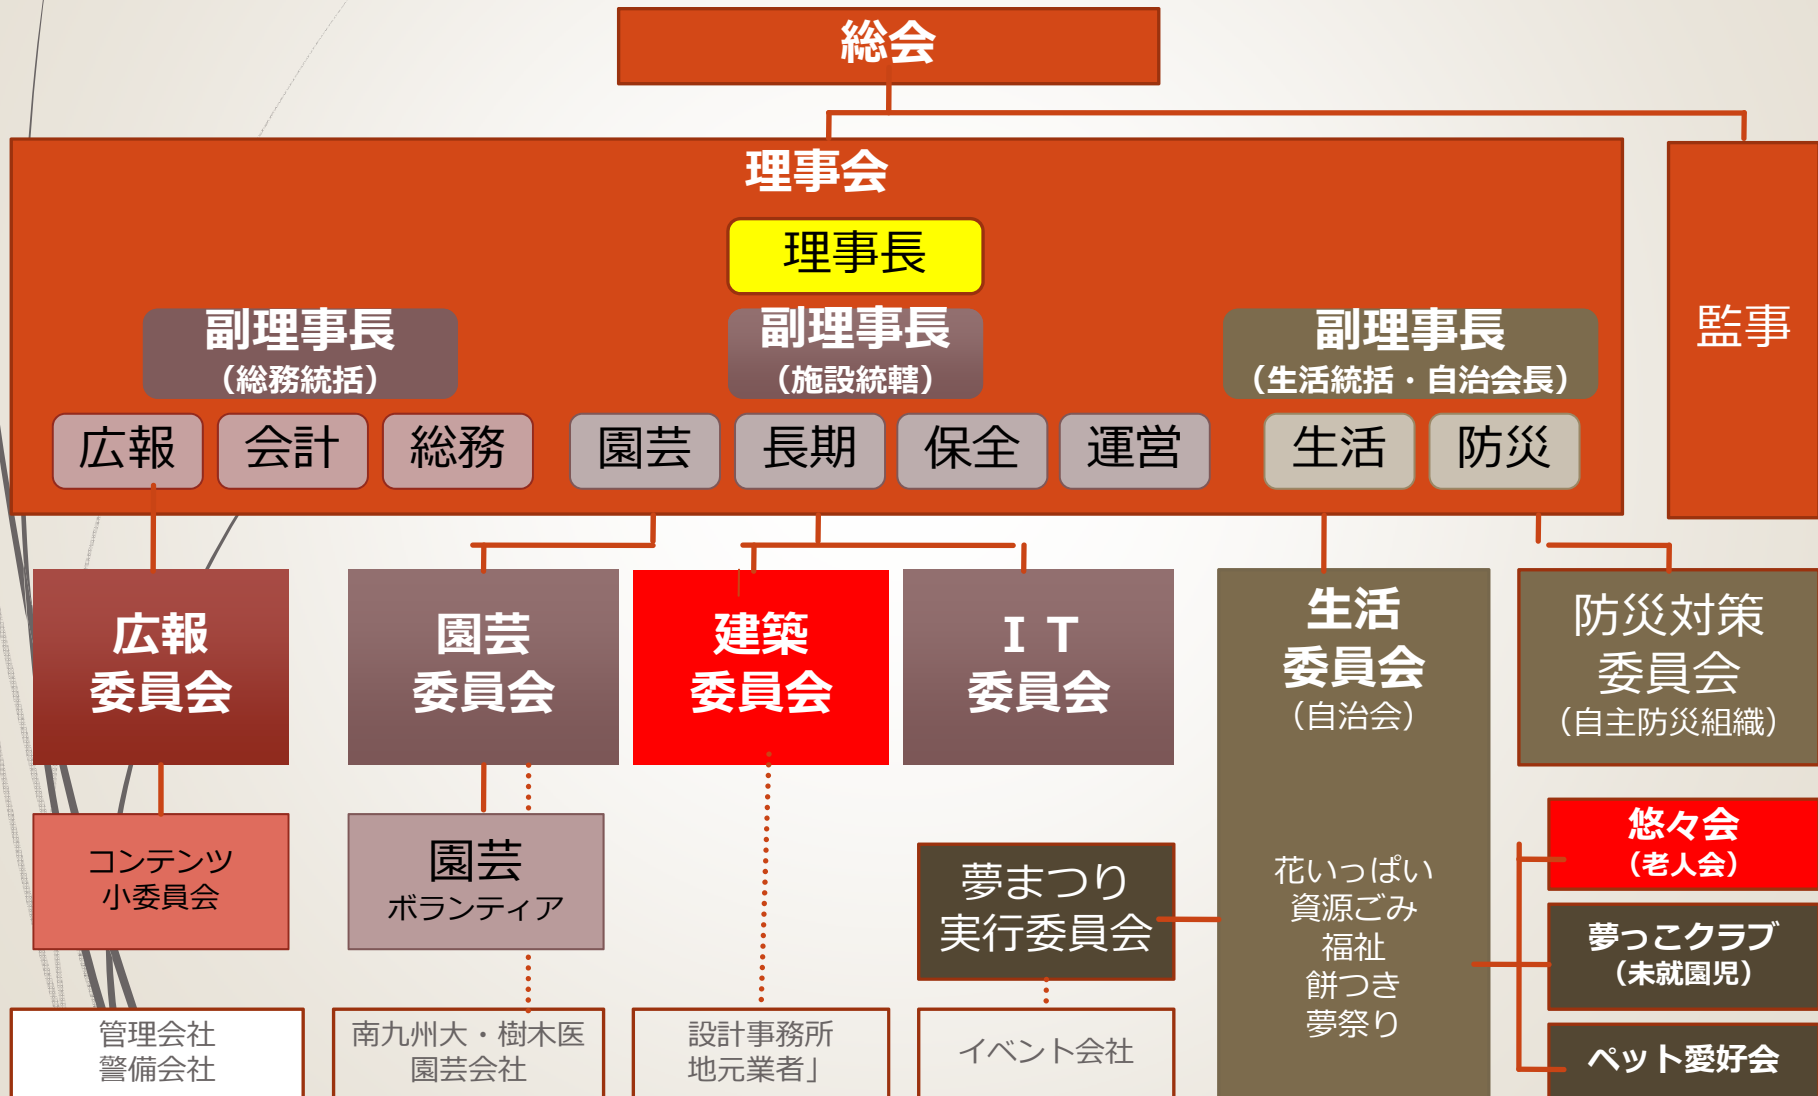 総会
理事会
理事長
副理事長
（総務統括）
副理事長
（施設統轄）
副理事長
（生活統括・自治会長）
監事
広報
会計
総務
園芸
長期
保全
運営
生活
防災
広報
委員会
園芸
委員会
建築
委員会
ＩＴ
委員会
生活
委員会
（自治会）
防災対策
委員会
（自主防災組織）
コンテンツ
小委員会
園芸
ボランティア
夢まつり
実行委員会
花いっぱい
資源ごみ
福祉
餅つき
夢祭り
悠々会
（老人会）
夢っこクラブ
（未就園児）
ペット愛好会
管理会社
警備会社
南九州大・樹木医
園芸会社
設計事務所
地元業者」
イベント会社